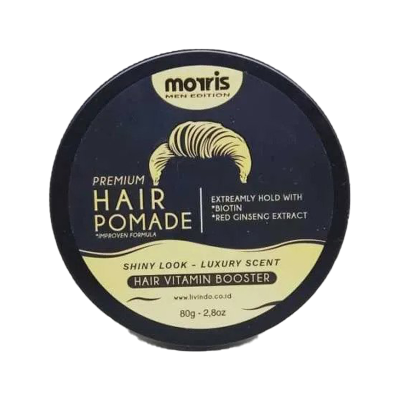 morris
MEN EDITION
PREMIUM
HAIR
POMADE
*IMPROVEN FORMULA
EXTREAMLY HOLD WITH
*BIOTIN
*RED GINSENG EXTRACT
SHINY LOOK - LUXURY SCENT
HAIR VITAMIN BOOSTER
www.livindo.co.id
80g - 2,8oz